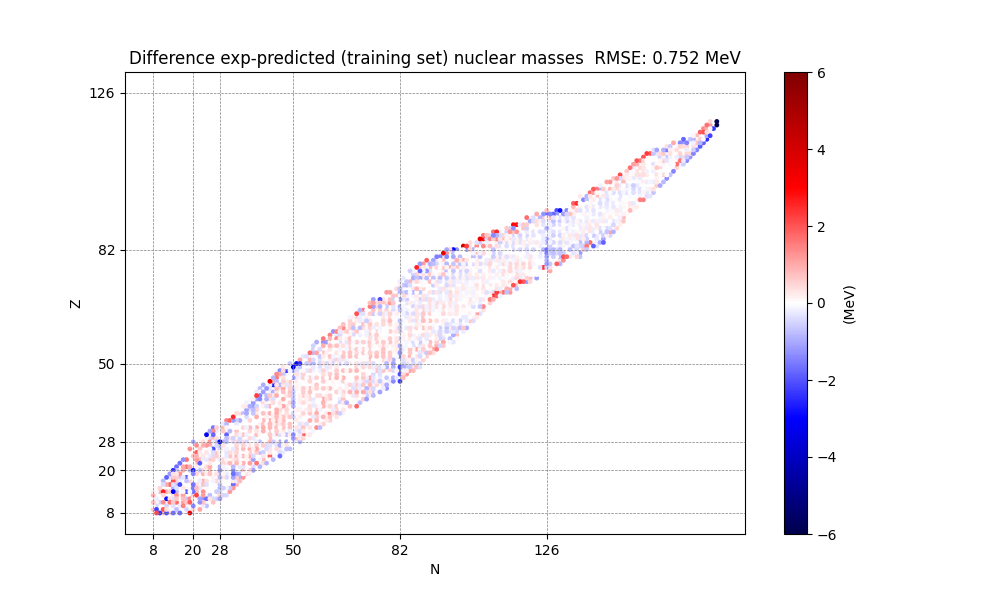 Difference exp-predicted (training set) nuclear masses  RMSE: 0.752 MeV
126
82
50
28
20
8
Z
8 20 28 50 82 126
N
6
4
2
0
−2
−4
−6
(MeV)